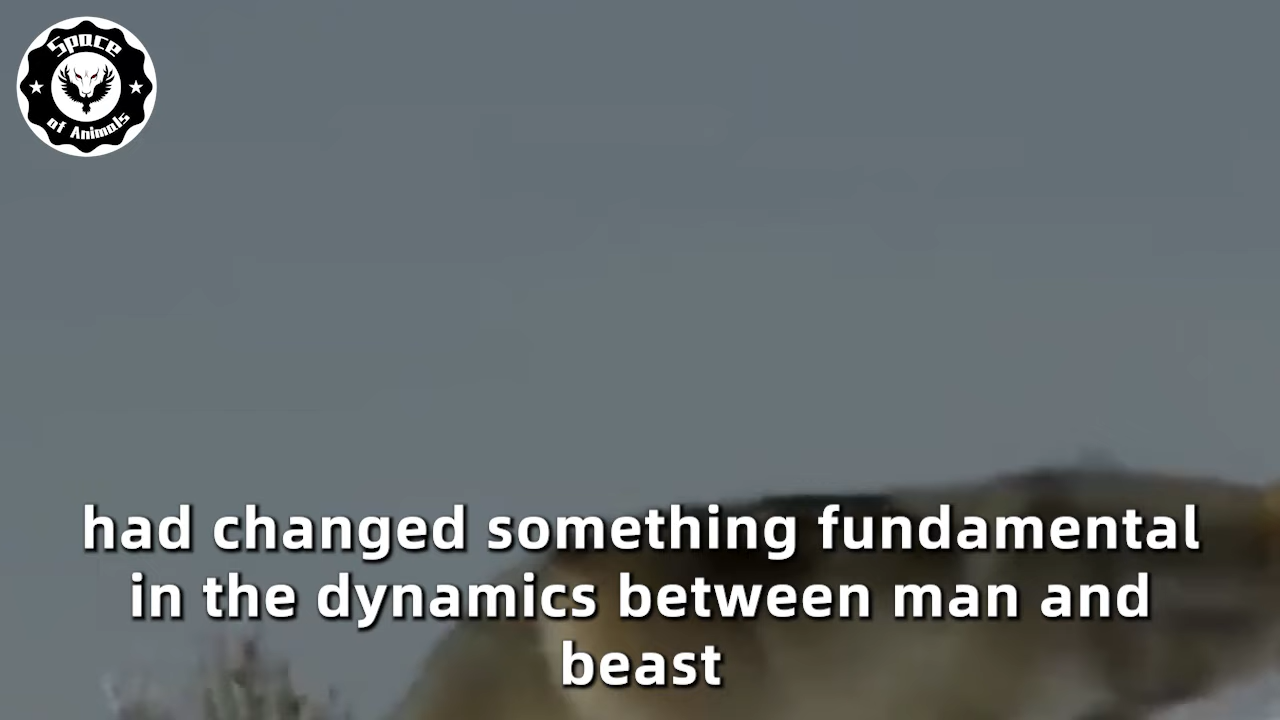 Space
of Animals
had changed something fundamental
in the dynamics between man and
beast